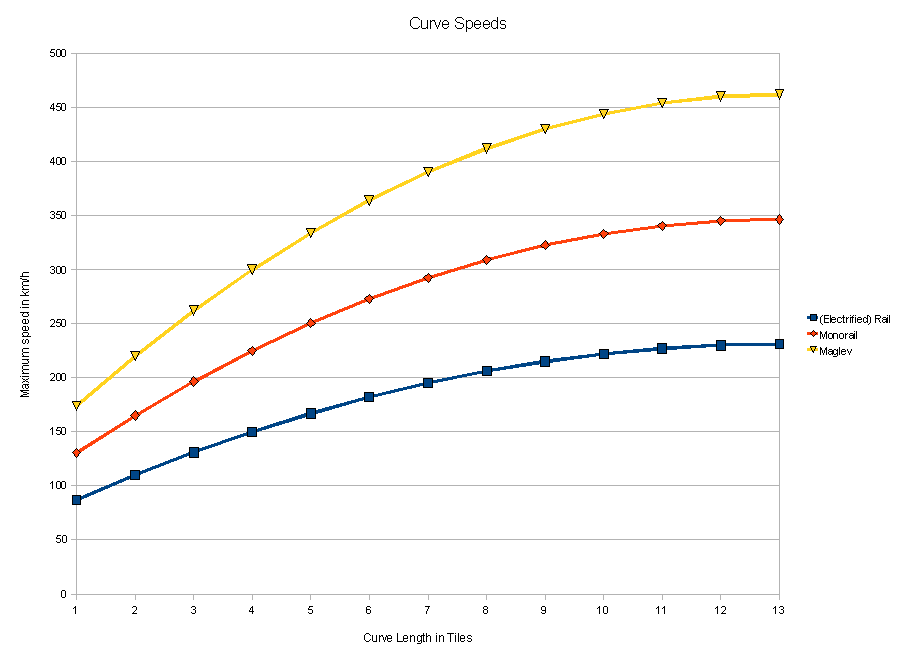 Curve Speeds
500
450
400
350
300
250
200
150
100
50
0
Maximum speed in km/h
1 2 3 4 5 6 7 8 9 10 11 12 13
Curve Length in Tiles
(Electrified) Rail
Monorail
Maglev